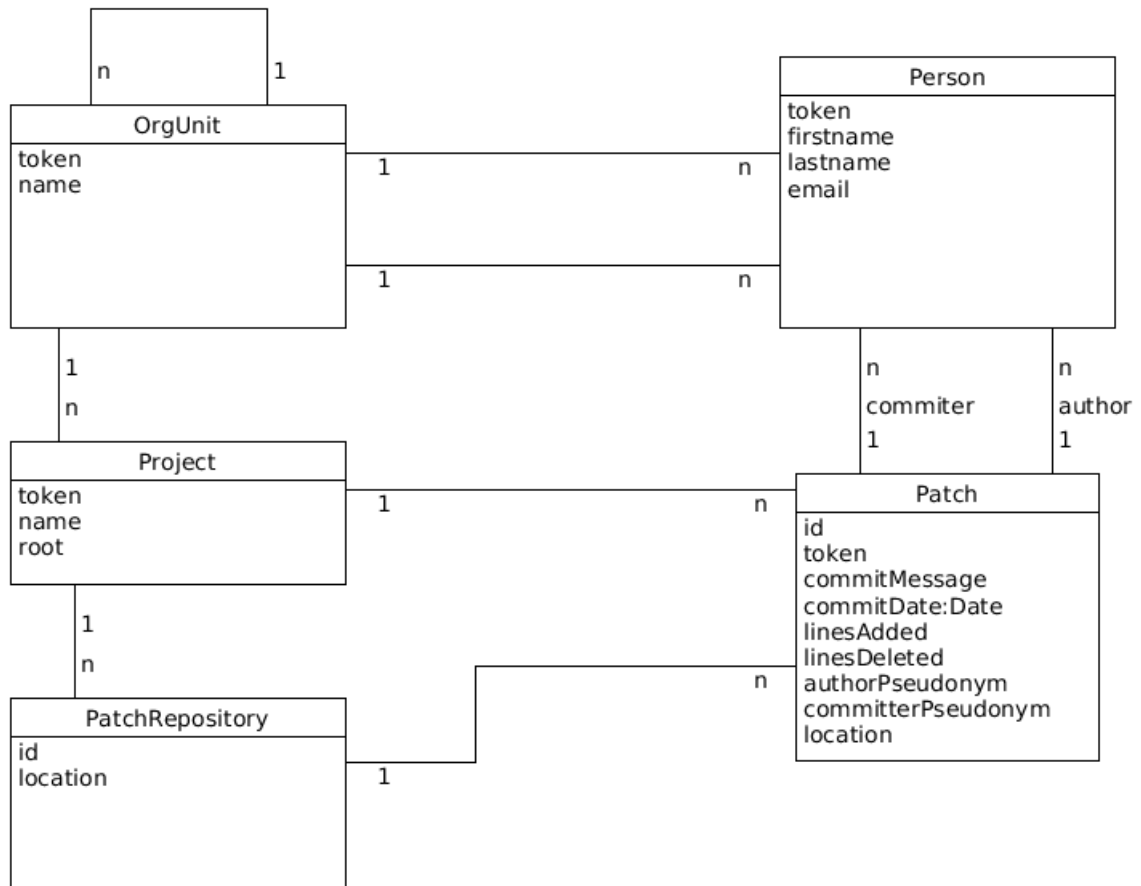 n
1
OrgUnit
token
name
1
n
1
n
Person
token
firstname
lastname
email
1
n
n
commiter
1
n
author
1
Project
token
name
root
1
n
Patch
id
token
commitMessage
commitDate:Date
linesAdded
linesDeleted
authorPseudonym
committerPseudonym
location
1
n
PatchRepository
id
location
1
n